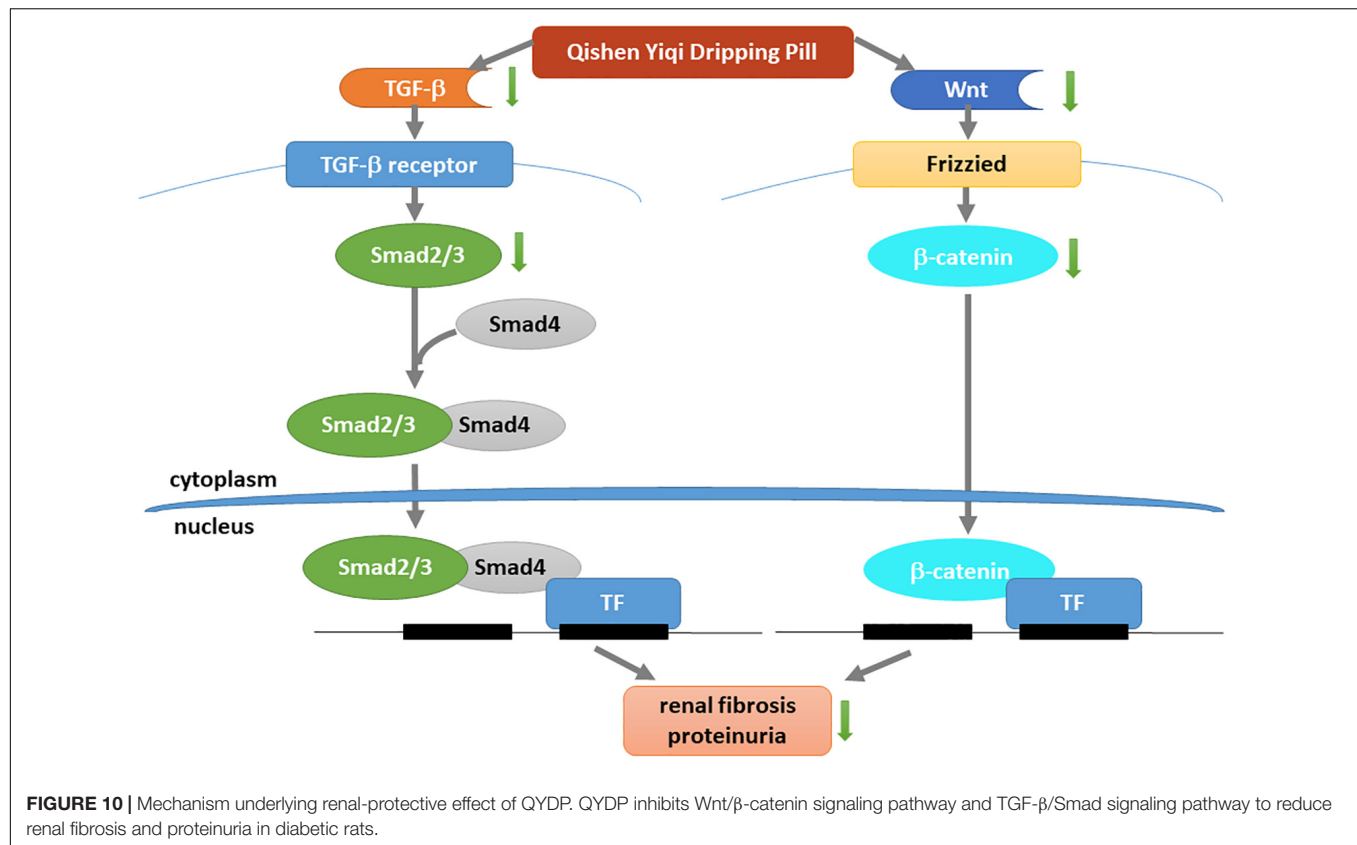 Qishen Yiqi Dripping Pill
TGF-β
Wnt
TGF-β receptor
Frizzied
Smad2/3
β-catenin
Smad4
Smad2/3
Smad4
cytoplasm
nucleus
Smad2/3
Smad4
β-catenin
TF
TF
renal fibrosis
proteinuria
FIGURE 10 | Mechanism underlying renal-protective effect of QYDP. QYDP inhibits Wnt/β-catenin signaling pathway and TGF-β/Smad signaling pathway to reduce
renal fibrosis and proteinuria in diabetic rats.